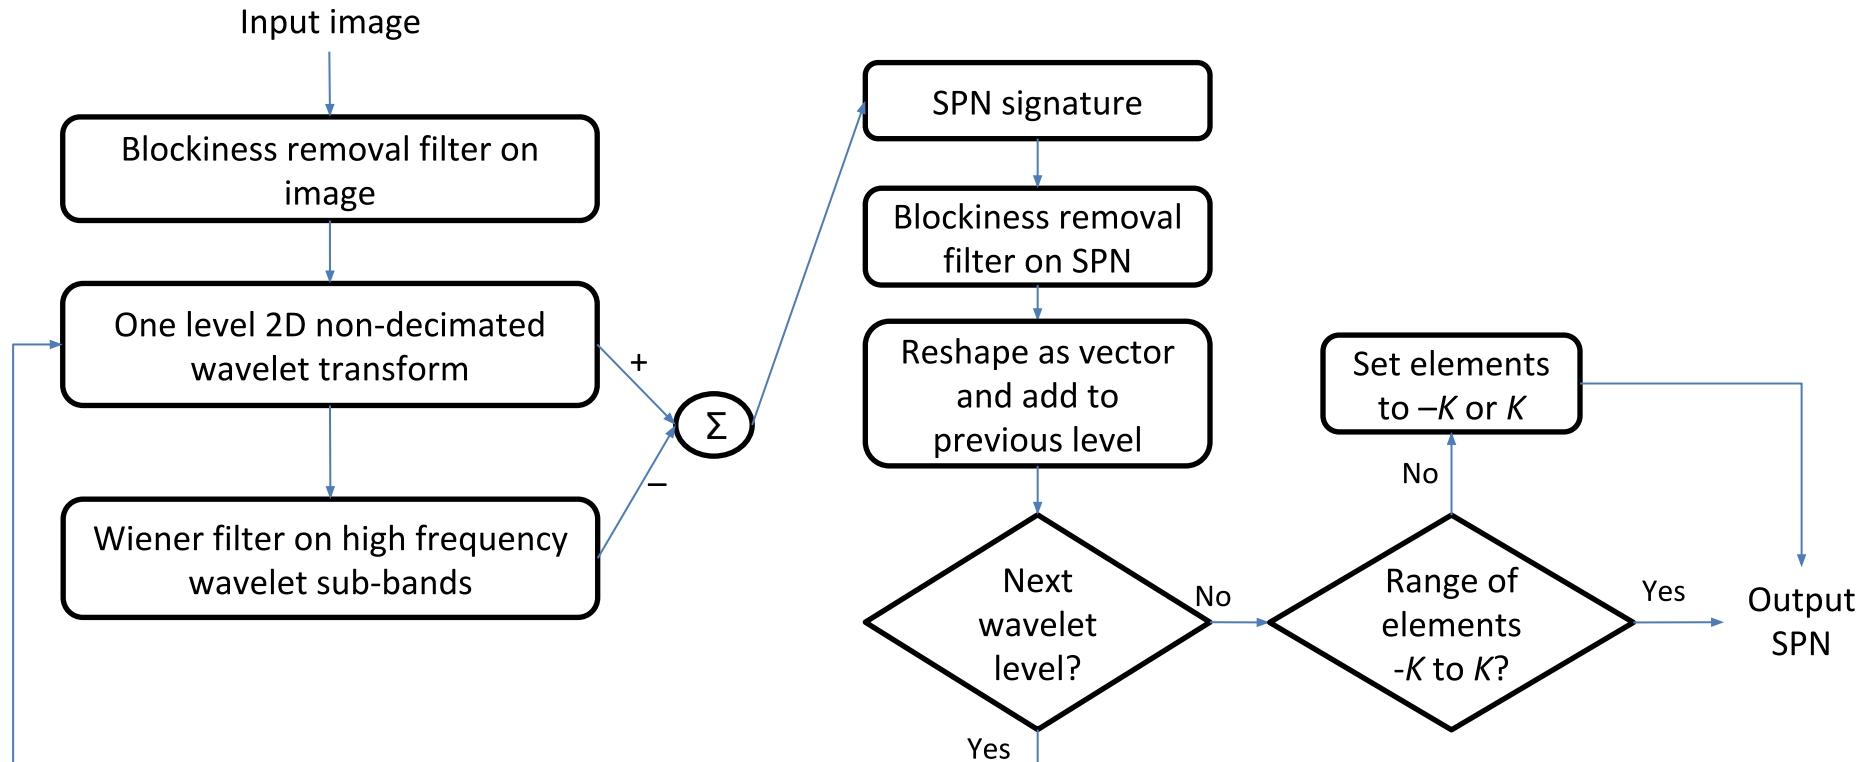 Input image
Blockiness removal filter on
image
One level 2D non-decimated
wavelet transform
Wiener filter on high frequency
wavelet sub-bands
+
–
Σ
SPN signature
Blockiness removal
filter on SPN
Reshape as vector
and add to
previous level
Next
wavelet
level?
Yes
No
Range of
elements
-K to K?
No
Set elements
to –K or K
Yes
Output
SPN